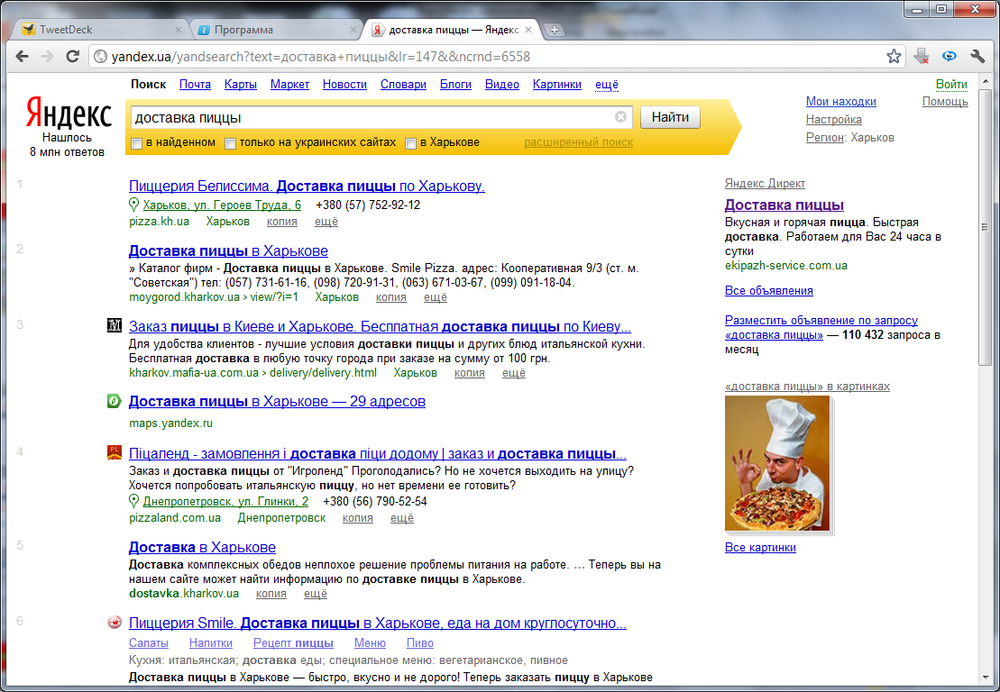 TweetDeck
Программа
доставка пиццы — Яндекс
yandex.ua/yandsearch?text=доставка+пиццы&lr=147&&ncrnd=6558
Поиск Почта Карты Маркет Новости Словари Блоги Видео Картинки ещё
Войти
Мои находки Помощь
Настройка
Регион: Харьков
Яндекс
Нашлось
8 млн ответов
доставка пиццы
Найти
в найденном только на украинских сайтах в Харькове расширенный поиск
1
Пиццерия Белиссима. Доставка пиццы по Харькову.
Харьков, ул. Героев Труда, 6 +380 (57) 752-92-12
pizza.kh.ua Харьков копия ещё
2
Доставка пиццы в Харькове
» Каталог фирм - Доставка пиццы в Харькове. Smile Pizza. адрес: Кооперативная 9/3 (ст. м.
"Советская") тел: (057) 731-61-16, (098) 720-91-31, (063) 671-03-67, (099) 091-18-04.
moygorod.kharkov.ua › view/?i=1 Харьков копия ещё
3
Заказ пиццы в Киеве и Харькове. Бесплатная доставка пиццы по Киеву...
Для удобства клиентов - лучшие условия доставки пиццы и других блюд итальянской кухни.
Бесплатная доставка в любую точку города при заказе на сумму от 100 грн.
kharkov.mafia-ua.com.ua › delivery/delivery.html Харьков копия ещё
Доставка пиццы в Харькове — 29 адресов
maps.yandex.ru
4
PL
Піцаленд - замовлення і доставка піци додому | заказ и доставка пиццы...
Заказ и доставка пиццы от "Игроленд" Проголодались? Но не хочется выходить на улицу?
Хочется попробовать итальянскую пиццу, но нет времени ее готовить?
Днепропетровск, ул. Глинки, 2 +380 (56) 790-52-54
pizzaland.com.ua Днепропетровск копия ещё
5
Доставка в Харькове
Доставка комплексных обедов неплохое решение проблемы питания на работе. ... Теперь вы на
нашем сайте может найти информацию по доставке пиццы в Харькове.
dostavka.kharkov.ua копия ещё
6
Пиццерия Smile. Доставка пиццы в Харькове, еда на дом круглосуточно...
Салаты Напитки Рецепт пиццы Меню Пиво
Кухня: итальянская; доставка еды; специальное меню: вегетарианское, пивное
Доставка пиццы в Харькове — быстро, вкусно и не дорого! Теперь заказать пиццу в Харькове
Яндекс.Директ
Доставка пиццы
Вкусная и горячая пицца. Быстрая
доставка. Работаем для Вас 24 часа в
сутки
ekipazh-service.com.ua
Все объявления
Разместить объявление по запросу
«доставка пиццы» — 110 432 запроса в
месяц
«доставка пиццы» в картинках
Все картинки